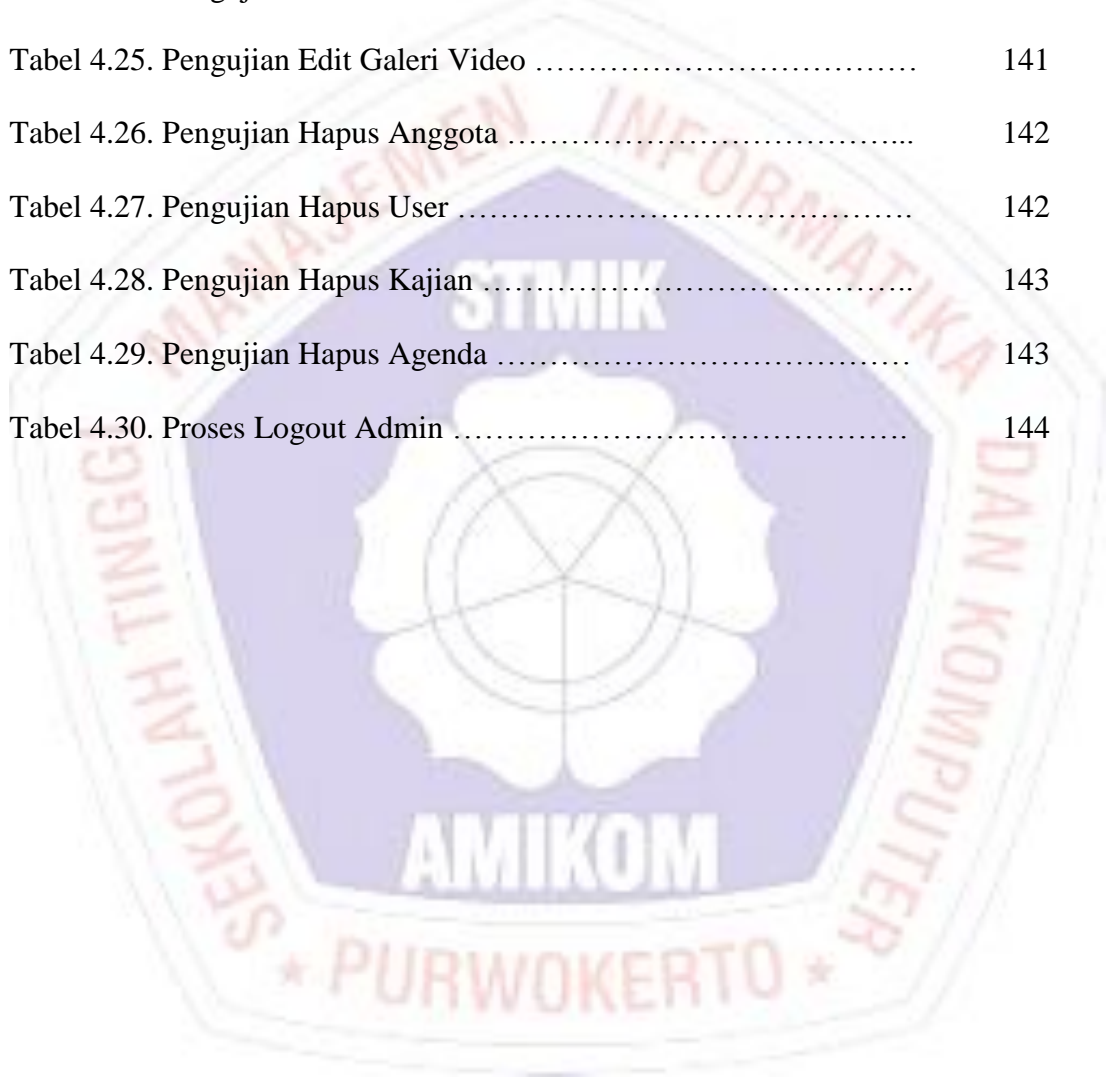 Tabel 4.25. Pengujian Edit Galeri Video ……………………………… 141
Tabel 4.26. Pengujian Hapus Anggota ………………………………... 142
Tabel 4.27. Pengujian Hapus User ……………………………………. 142
Tabel 4.28. Pengujian Hapus Kajian ………………………………….. 143
Tabel 4.29. Pengujian Hapus Agenda ………………………………… 143
Tabel 4.30. Proses Logout Admin ……………………………………. 144
SEKOLAH TINGGI MANAJEMEN INFORMATIKA DAN KOMPUTER
STMIK
AMIKOM
* PURWOKERTO *